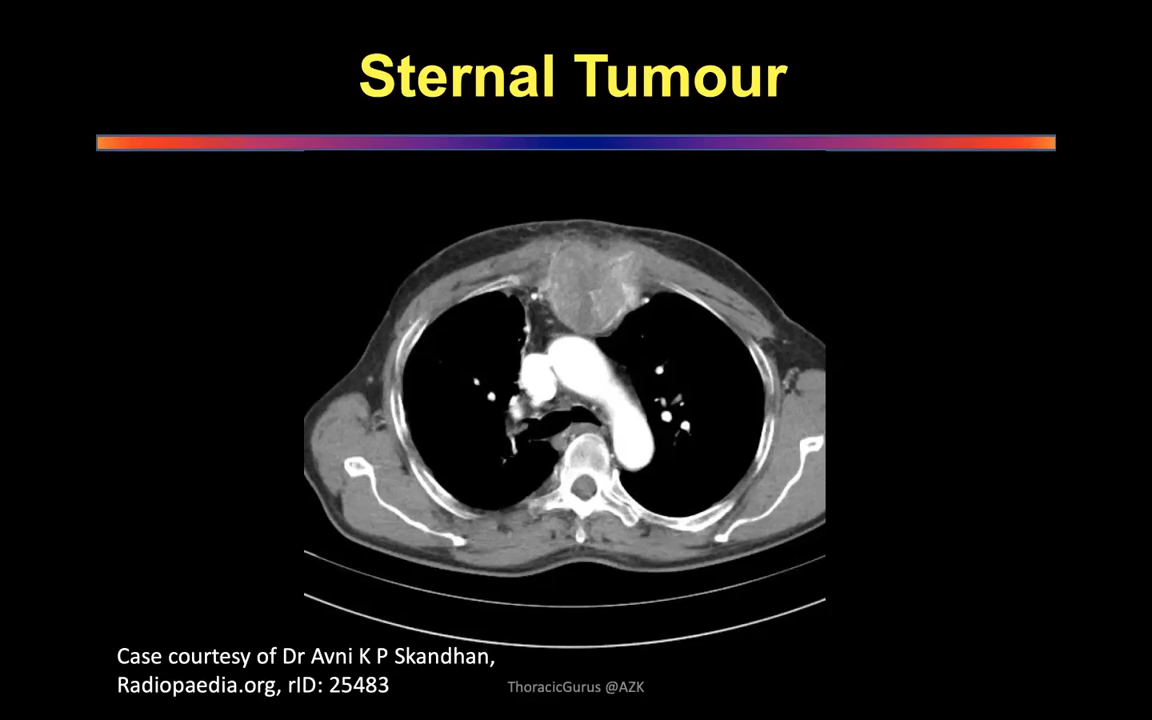 Sternal Tumour
Case courtesy of Dr Avni K P Skandhan,
Radiopaedia.org, rID: 25483
ThoracicGurus @AZK